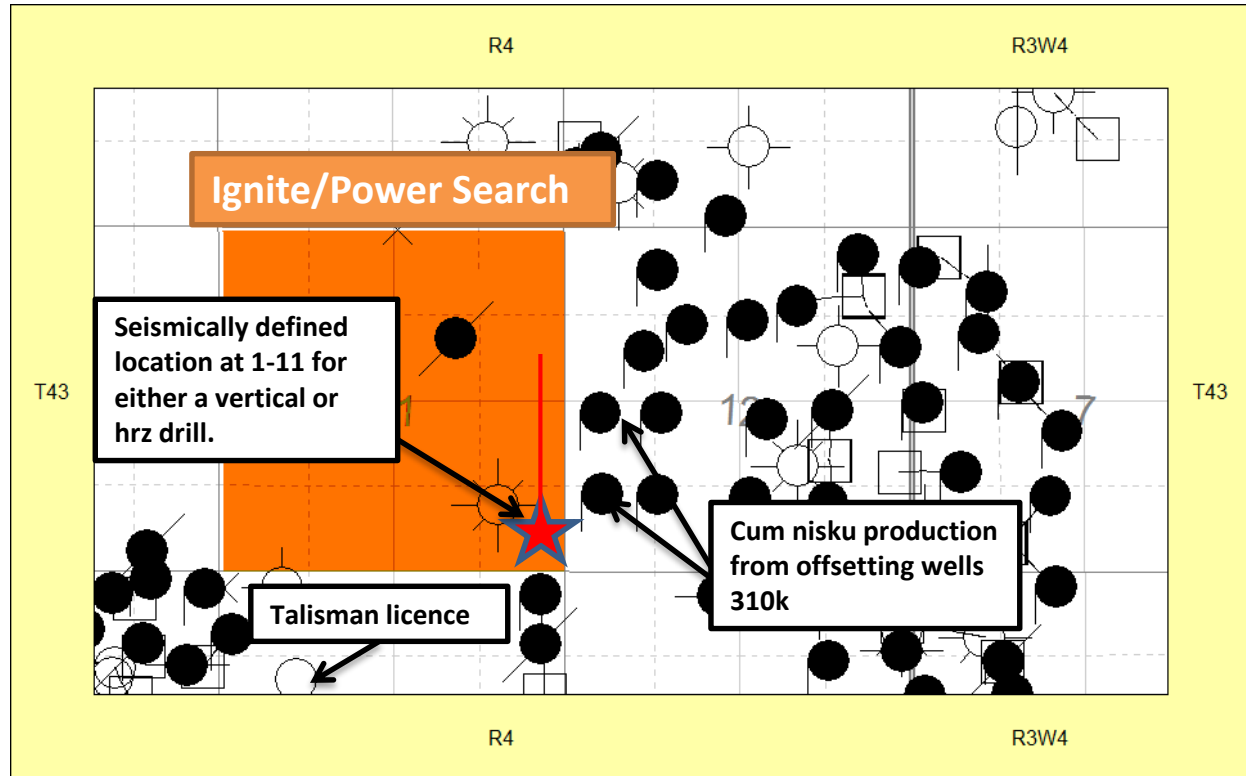 R4
R3W4
Ignite/Power Search
Seismically defined
location at 1-11 for
either a vertical or
hrz drill.
T43
T43
1
12
7
Cum nisku production
from offsetting wells
310k
Talisman licence
R4
R3W4